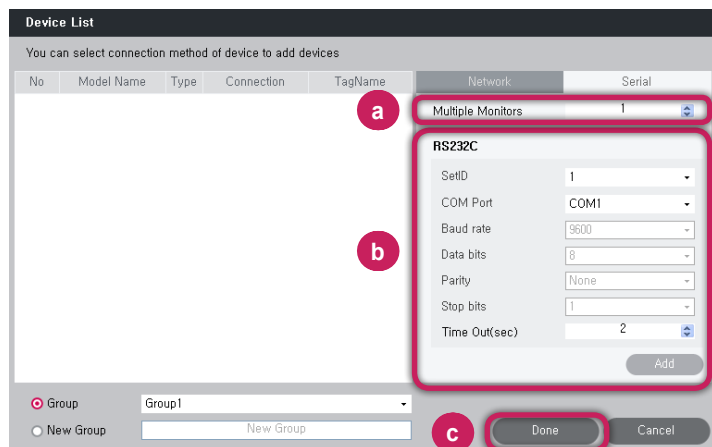 Device List
You can select connection method of device to add devices
No Model Name Type Connection TagName
Network Serial
a
Multiple Monitors 1
b
RS232C
SetID 1
COM Port COM1
Baud rate 9600
Data bits 8
Parity None
Stop bits 1
Time Out(sec) 2
Add
Group Group1
New Group New Group
c
Done Cancel